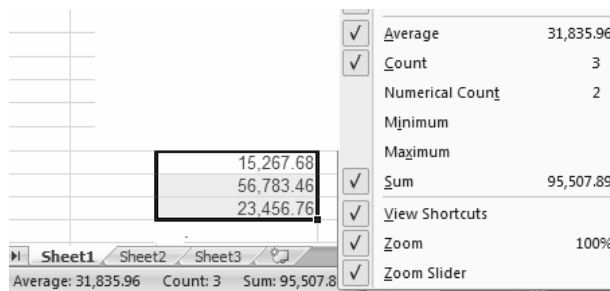 Average 31,835.96
Count 3
Numerical Count 2
Minimum
Maximum
15,267.68
56,783.46
23,456.76
Sum 95,507.89
View Shortcuts
Zoom 100%
Zoom Slider
Sheet1 Sheet2 Sheet3
Average: 31,835.96 Count: 3 Sum: 95,507.8